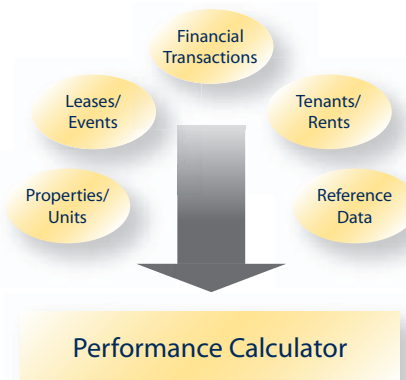 Financial
Transactions
Leases/
Events
Tenants/
Rents
Properties/
Units
Reference
Data
Performance Calculator